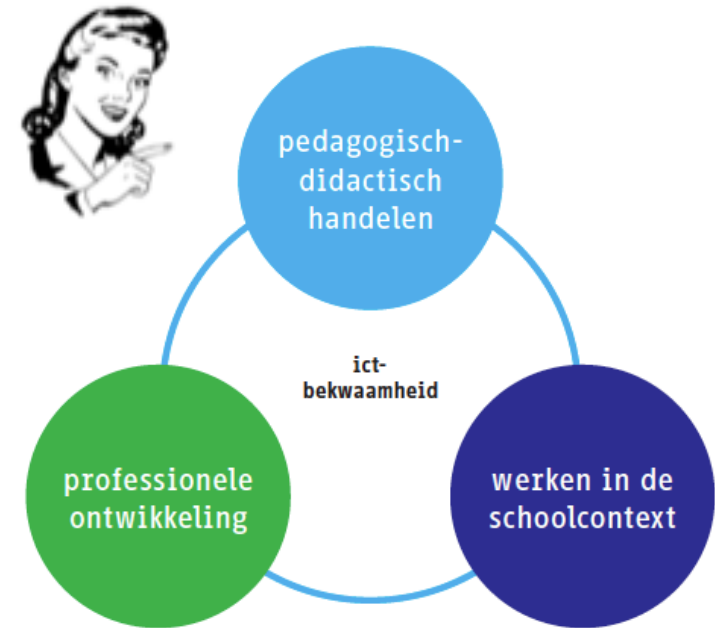 pedagogisch-
didactisch
handelen
ict-
bekwaamheid
professionele
ontwikkeling
werken in de
schoolcontext